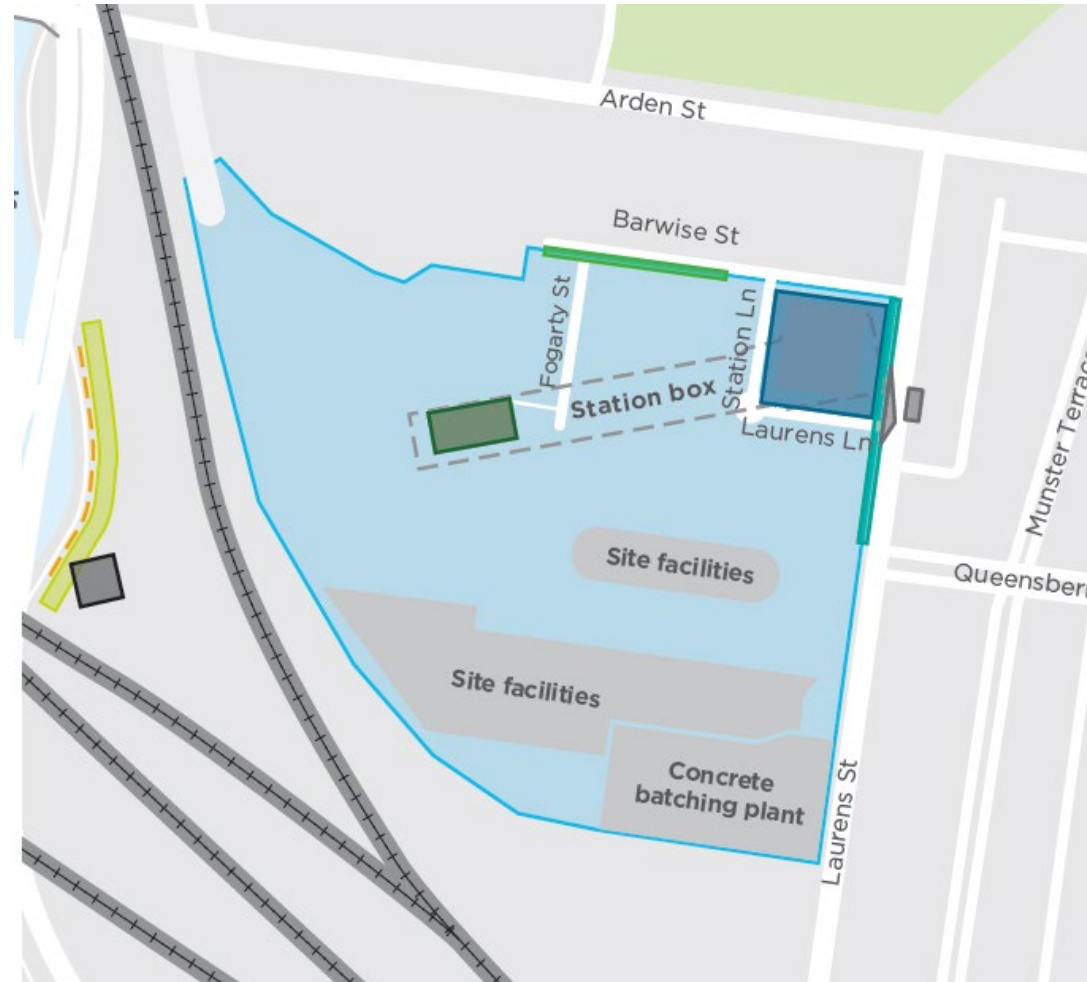 Arden St
Barwise St
Fogarty St
Station Ln
Station box
Laurens Ln
Munster Terrac
Site facilities
Queensber
Site facilities
Concrete
batching plant
Laurens St